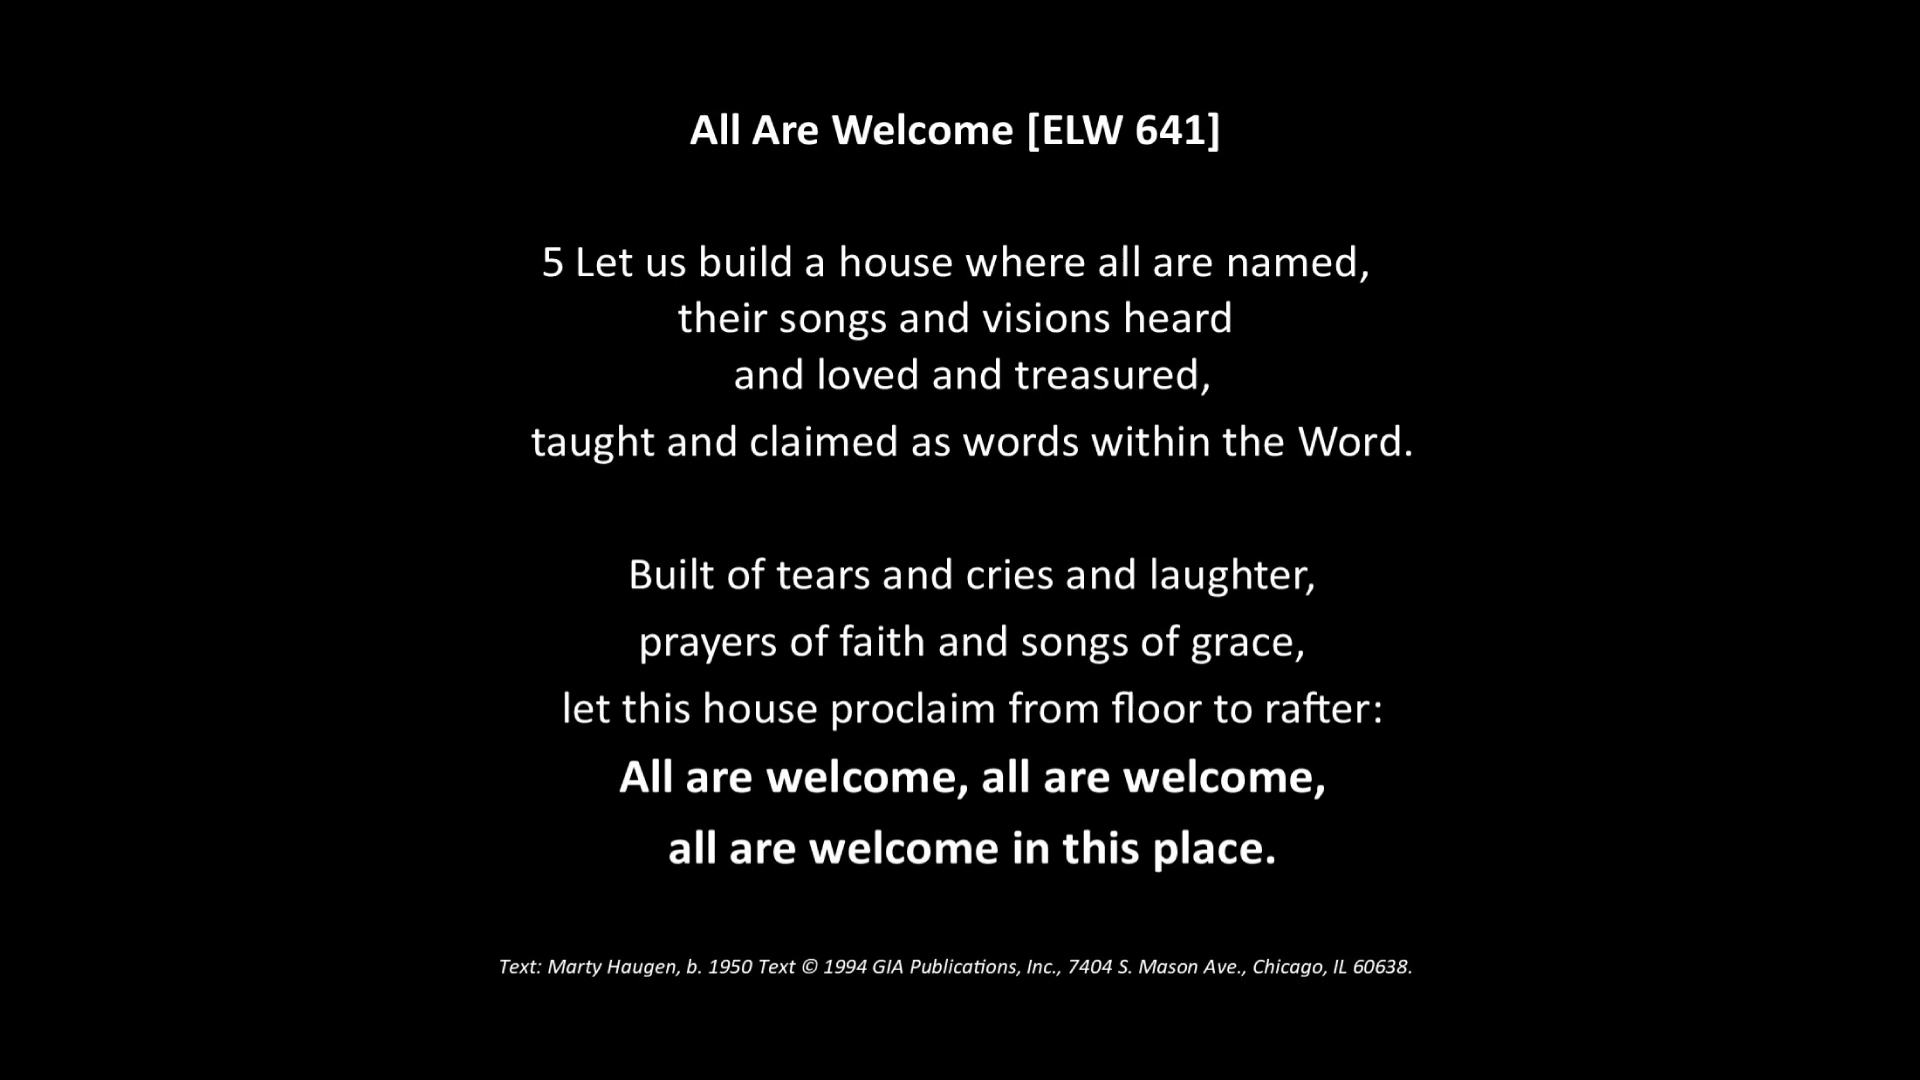 All Are Welcome [ELW 641]
5 Let us build a house where all are named,
their songs and visions heard
and loved and treasured,
taught and claimed as words within the Word.
Built of tears and cries and laughter,
prayers of faith and songs of grace,
let this house proclaim from floor to rafter:
All are welcome, all are welcome,
all are welcome in this place.
Text: Marty Haugen, b. 1950 Text © 1994 GIA Publications, Inc., 7404 S. Mason Ave., Chicago, IL 60638.